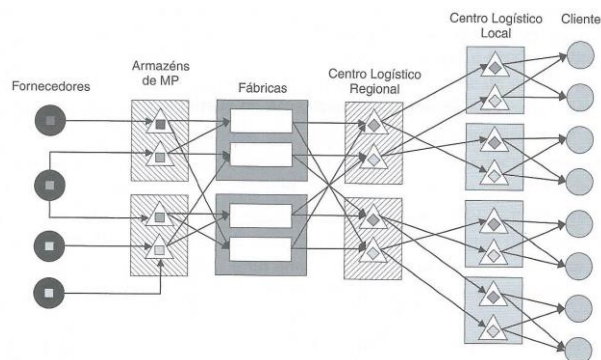 Fornecedores
Armazéns
de MP
Fábricas
Centro Logístico
Regional
Centro Logístico
Local
Cliente